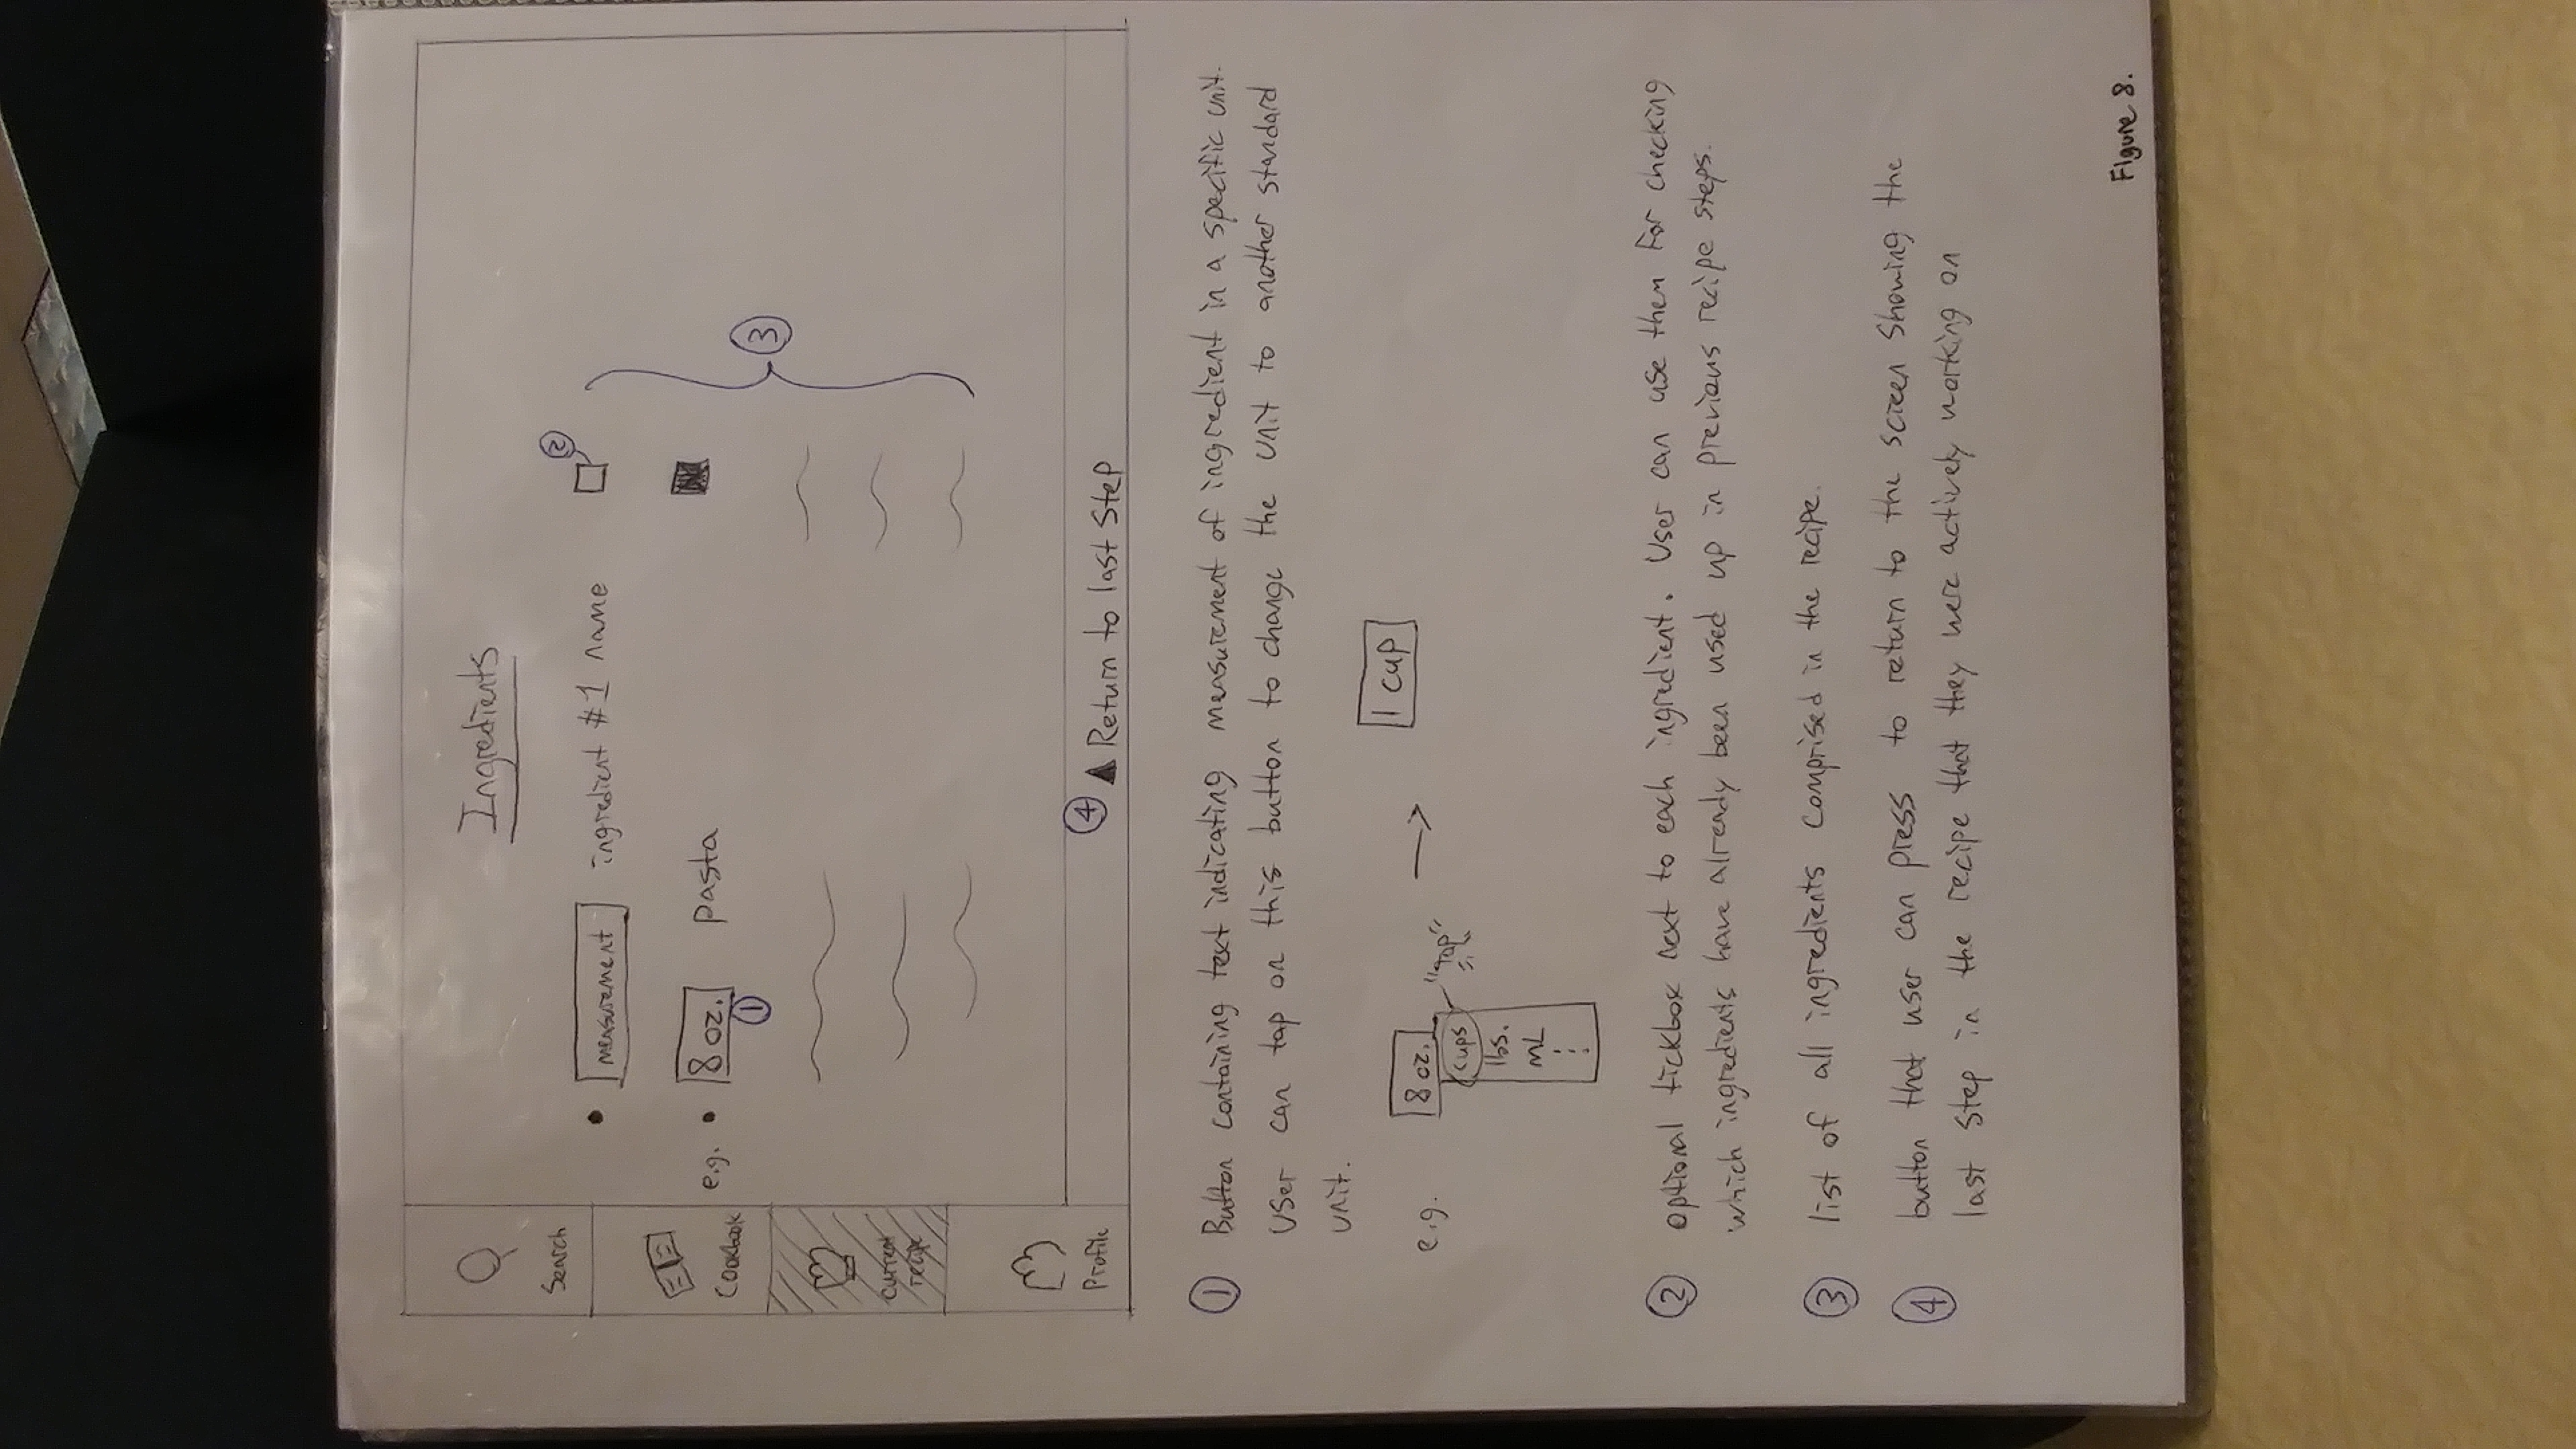 Ingredients
Search
• measurement ingredient #1 name
②
Cookbook
e.g. • 8 oz. pasta
①
③
current
recipe
Profile
④ ▲ Return to last step
① Button containing text indicating measurement of ingredient in a specific unit.
User can tap on this button to change the unit to another standard
unit.
e.g. 8 oz. → 1 cup
cups "tap"
lbs.
mL
② optional tickbox next to each ingredient. User can use them for checking
which ingredients have already been used up in previous recipe steps.
③ list of all ingredients comprised in the recipe.
④ button that user can press to return to the screen showing the
last step in the recipe that they were actively working on
Figure 8.